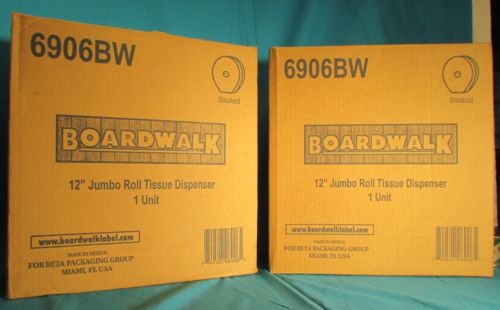 6906BW
Smoked
BOARDWALK
12" Jumbo Roll Tissue Dispenser
1 Unit
www.boardwalklabel.com
MADE IN MEXICO
FOR BETA PACKAGING GROUP
MIAMI, FL USA
6906BW
Smoked
BOARDWALK
12" Jumbo Roll Tissue Dispenser
1 Unit
www.boardwalklabel.com
MADE IN MEXICO
FOR BETA PACKAGING GROUP
MIAMI, FL USA